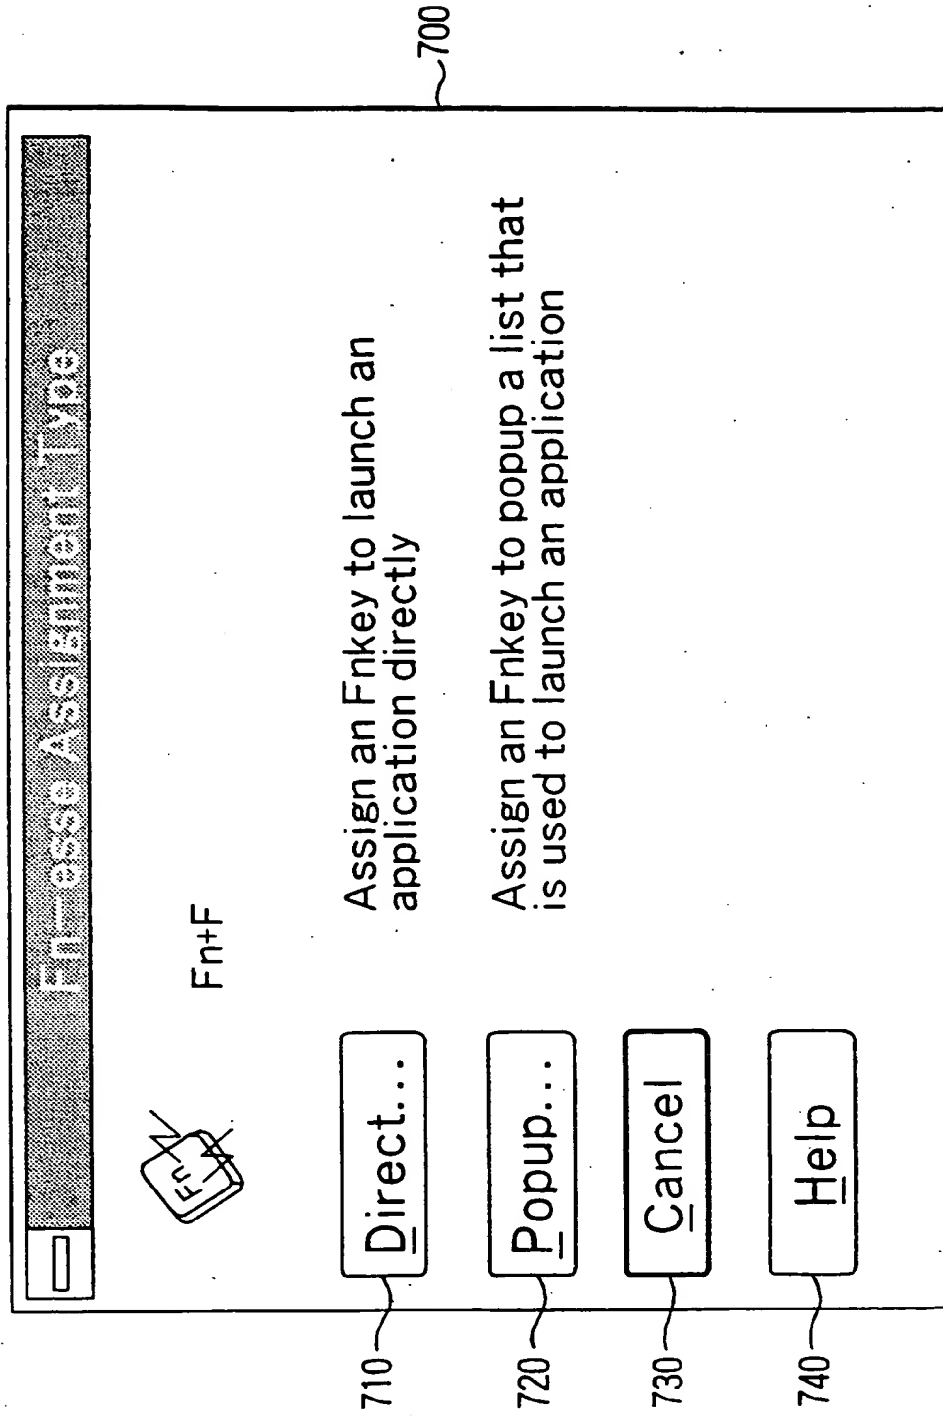 Fn—esse Assignment Type
Fn
Fn+F
710
Direct...
Assign an Fnkey to launch an
application directly
720
Popup...
Assign an Fnkey to popup a list that
is used to launch an application
730
Cancel
740
Help
700